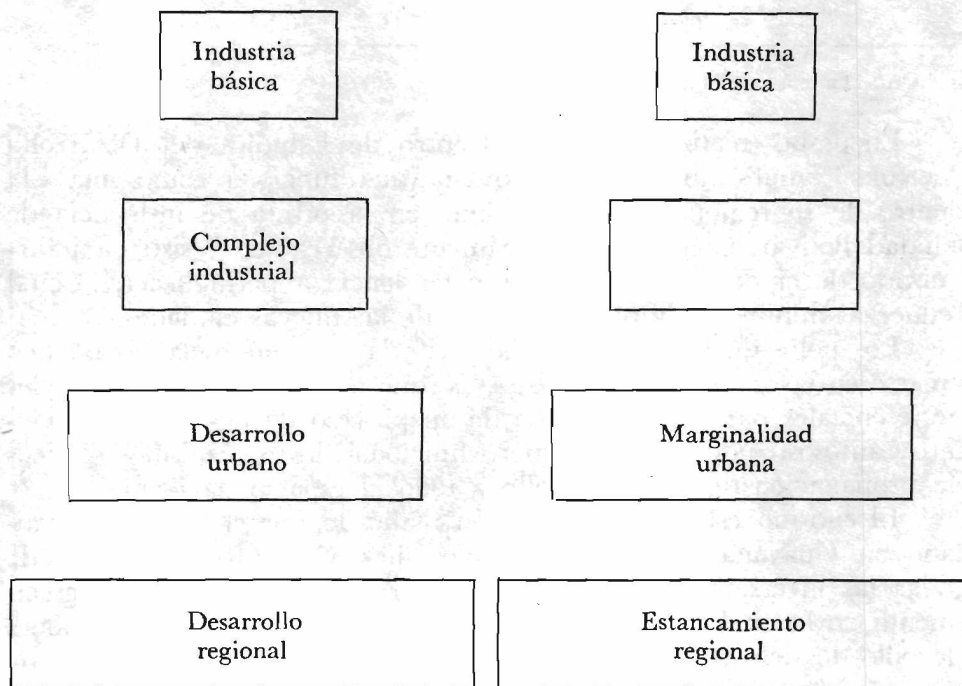 Industria
básica
Industria
básica
Complejo
industrial
Desarrollo
urbano
Marginalidad
urbana
Desarrollo
regional
Estancamiento
regional